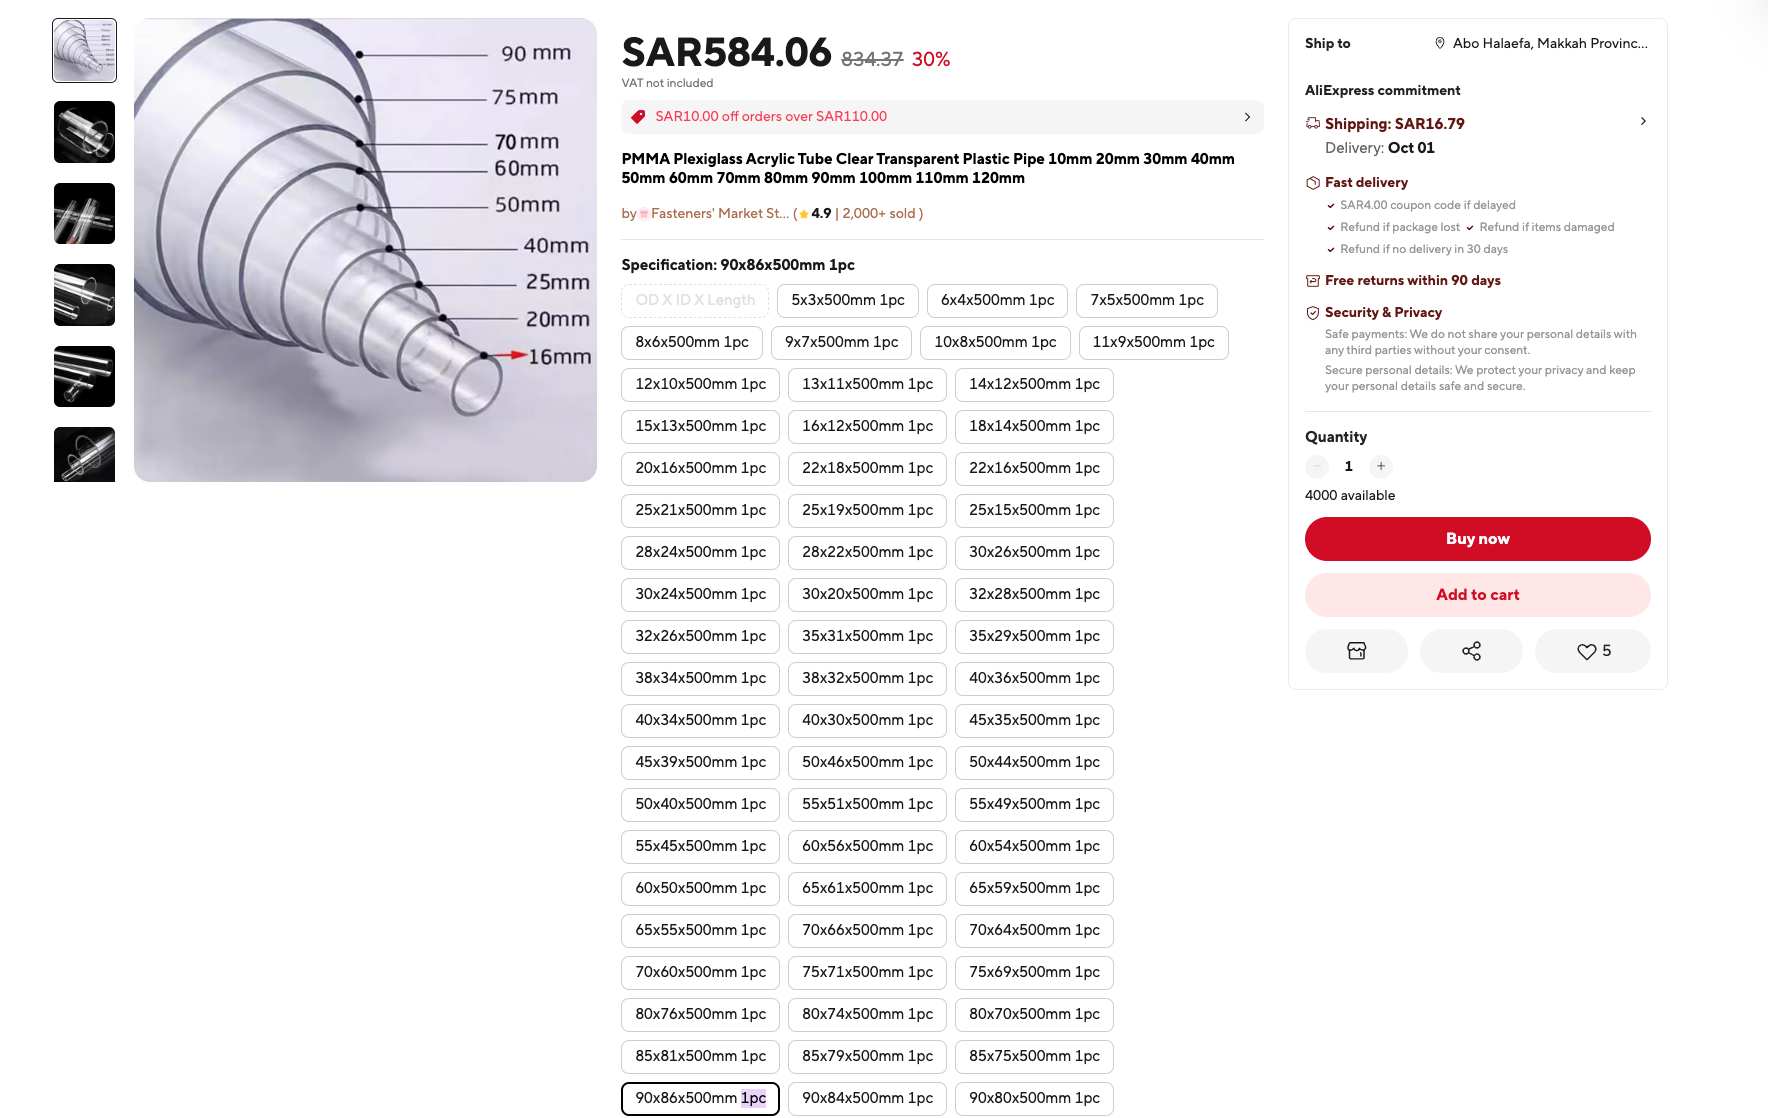 90 mm
75mm
70mm
60mm
50mm
40mm
25mm
20mm
16mm
SAR584.06 834.37 30%
VAT not included
SAR10.00 off orders over SAR110.00
PMMA Plexiglass Acrylic Tube Clear Transparent Plastic Pipe 10mm 20mm 30mm 40mm
50mm 60mm 70mm 80mm 90mm 100mm 110mm 120mm
by Fasteners' Market St... ( 4.9 | 2,000+ sold )
Specification: 90x86x500mm 1pc
OD X ID X Length 5x3x500mm 1pc 6x4x500mm 1pc 7x5x500mm 1pc
8x6x500mm 1pc 9x7x500mm 1pc 10x8x500mm 1pc 11x9x500mm 1pc
12x10x500mm 1pc 13x11x500mm 1pc 14x12x500mm 1pc
15x13x500mm 1pc 16x12x500mm 1pc 18x14x500mm 1pc
20x16x500mm 1pc 22x18x500mm 1pc 22x16x500mm 1pc
25x21x500mm 1pc 25x19x500mm 1pc 25x15x500mm 1pc
28x24x500mm 1pc 28x22x500mm 1pc 30x26x500mm 1pc
30x24x500mm 1pc 30x20x500mm 1pc 32x28x500mm 1pc
32x26x500mm 1pc 35x31x500mm 1pc 35x29x500mm 1pc
38x34x500mm 1pc 38x32x500mm 1pc 40x36x500mm 1pc
40x34x500mm 1pc 40x30x500mm 1pc 45x35x500mm 1pc
45x39x500mm 1pc 50x46x500mm 1pc 50x44x500mm 1pc
50x40x500mm 1pc 55x51x500mm 1pc 55x49x500mm 1pc
55x45x500mm 1pc 60x56x500mm 1pc 60x54x500mm 1pc
60x50x500mm 1pc 65x61x500mm 1pc 65x59x500mm 1pc
65x55x500mm 1pc 70x66x500mm 1pc 70x64x500mm 1pc
70x60x500mm 1pc 75x71x500mm 1pc 75x69x500mm 1pc
80x76x500mm 1pc 80x74x500mm 1pc 80x70x500mm 1pc
85x81x500mm 1pc 85x79x500mm 1pc 85x75x500mm 1pc
90x86x500mm 1pc 90x84x500mm 1pc 90x80x500mm 1pc
Ship to Abo Halaefa, Makkah Provinc...
AliExpress commitment
Shipping: SAR16.79
Delivery: Oct 01
Fast delivery
SAR4.00 coupon code if delayed
Refund if package lost Refund if items damaged
Refund if no delivery in 30 days
Free returns within 90 days
Security & Privacy
Safe payments: We do not share your personal details with
any third parties without your consent.
Secure personal details: We protect your privacy and keep
your personal details safe and secure.
Quantity
1 +
4000 available
Buy now
Add to cart
5